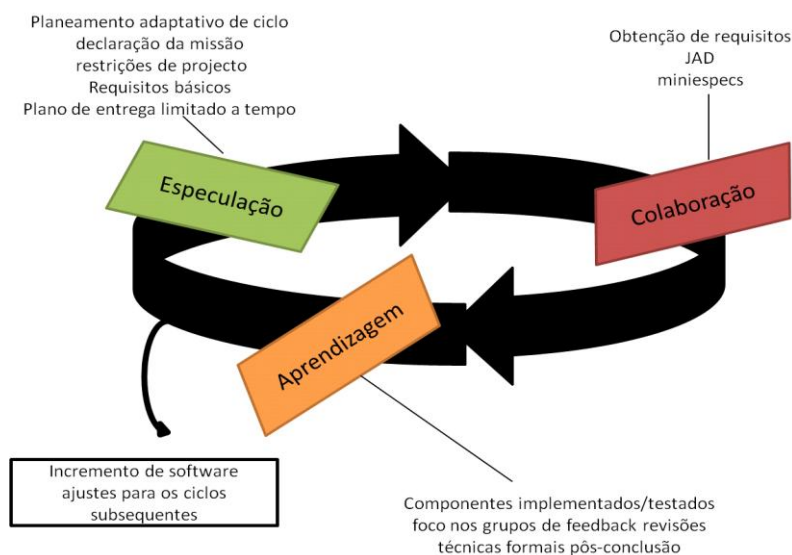 Planeamento adaptativo de ciclo
declaração da missão
restrições de projecto
Requisitos básicos
Plano de entrega limitado a tempo
Obtenção de requisitos
JAD
miniespecs
Especulação
Colaboração
Aprendizagem
Incremento de software
ajustes para os ciclos
subsequentes
Componentes implementados/testados
foco nos grupos de feedback revisões
técnicas formais pós-conclusão